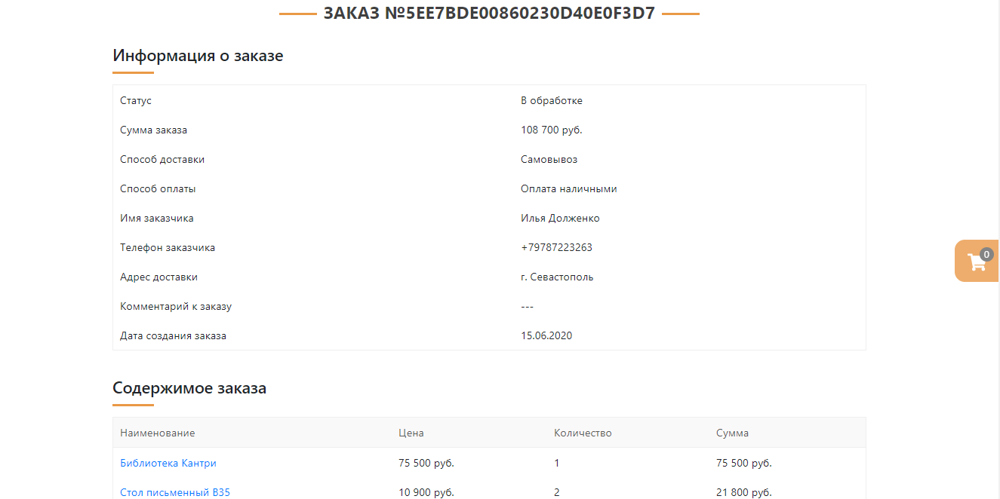 ЗАКАЗ №5EE7BDE00860230D40E0F3D7
Информация о заказе
Статус В обработке
Сумма заказа 108 700 руб.
Способ доставки Самовывоз
Способ оплаты Оплата наличными
Имя заказчика Илья Долженко
Телефон заказчика +79787223263
0
Адрес доставки г. Севастополь
Комментарий к заказу ---
Дата создания заказа 15.06.2020
Содержимое заказа
Наименование Цена Количество Сумма
Библиотека Кантри 75 500 руб. 1 75 500 руб.
Стол письменный В35 10 900 руб. 2 21 800 руб.